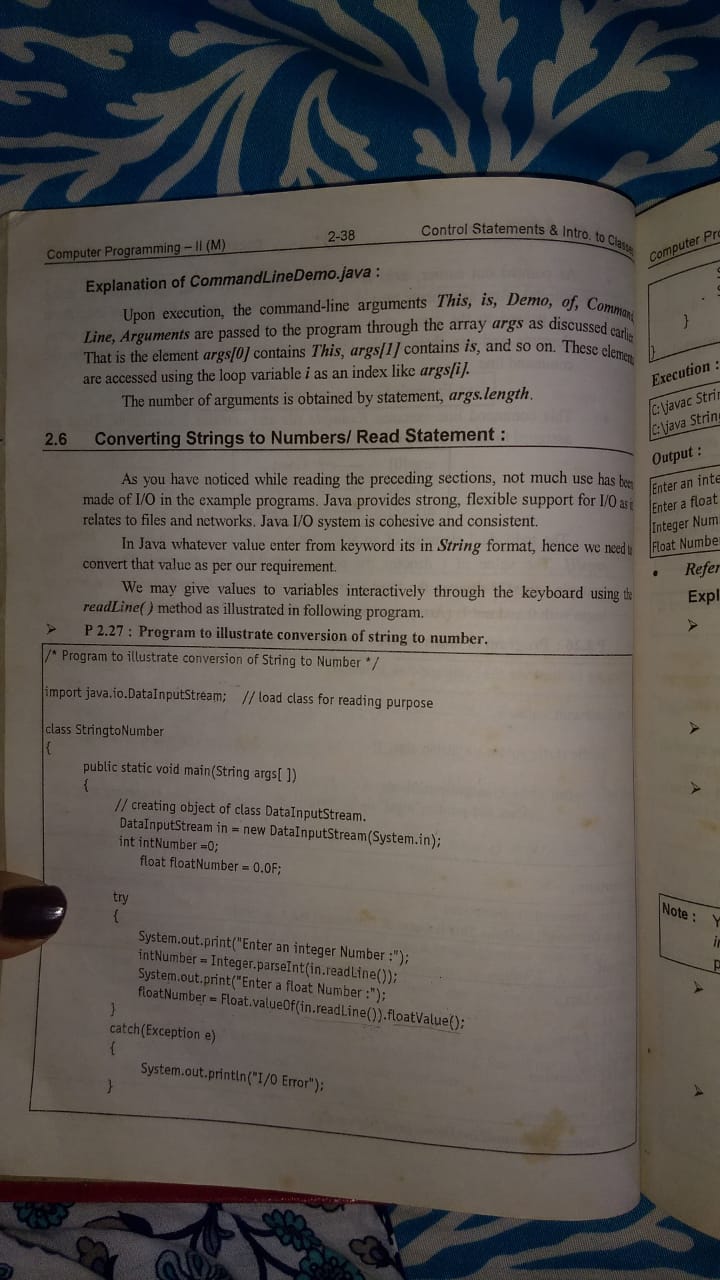 Computer Programming – II (M) 2-38 Control Statements & Intro. to Classes
Explanation of CommandLineDemo.java :
Upon execution, the command-line arguments This, is, Demo, of, Command
Line, Arguments are passed to the program through the array args as discussed earlier
That is the element args[0] contains This, args[1] contains is, and so on. These elements
are accessed using the loop variable i as an index like args[i].
The number of arguments is obtained by statement, args.length.
2.6 Converting Strings to Numbers/ Read Statement :
As you have noticed while reading the preceding sections, not much use has been
made of I/O in the example programs. Java provides strong, flexible support for I/O as it
relates to files and networks. Java I/O system is cohesive and consistent.
In Java whatever value enter from keyword its in String format, hence we need to
convert that value as per our requirement.
We may give values to variables interactively through the keyboard using the
readLine( ) method as illustrated in following program.
➤ P 2.27 : Program to illustrate conversion of string to number.
/* Program to illustrate conversion of String to Number */
import java.io.DataInputStream; // load class for reading purpose
class StringtoNumber
{
public static void main(String args[ ])
{
// creating object of class DataInputStream.
DataInputStream in = new DataInputStream(System.in);
int intNumber =0;
float floatNumber = 0.0F;
try
{
System.out.print("Enter an integer Number :");
intNumber = Integer.parseInt(in.readLine());
System.out.print("Enter a float Number :");
floatNumber = Float.valueOf(in.readLine()).floatValue();
}
catch(Exception e)
{
System.out.println("I/O Error");
}
Computer Pr
}
}
Execution :
C:\javac Strin
C:\java String
Output :
Enter an inte
Enter a float
Integer Num
Float Numbe
• Refer
Expl
➤
➤
➤
Note : Y
➤
➤